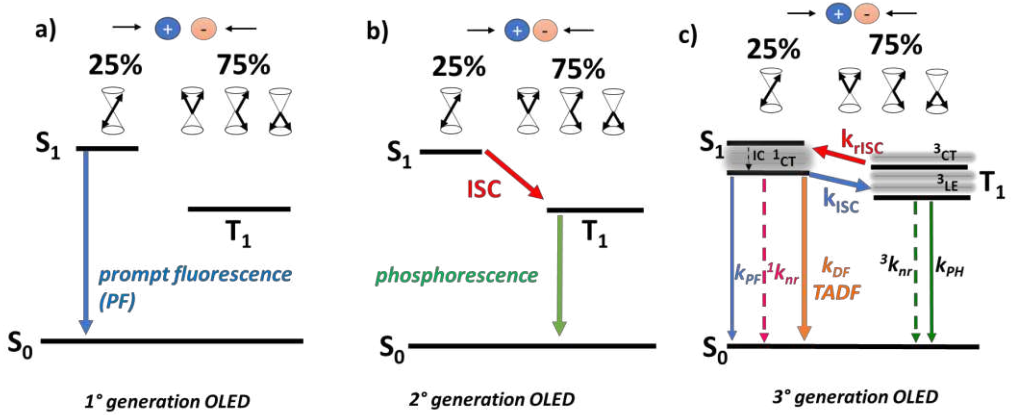 a)
+ -
25% 75%
S1
T1
prompt fluorescence
(PF)
S0
1° generation OLED
b)
+ -
25% 75%
S1
ISC
T1
phosphorescence
S0
2° generation OLED
c)
+ -
25% 75%
S1
IC 1CT
krISC
3CT
3LE
T1
kISC
kPF
1knr
kDF
TADF
3knr
kPH
S0
3° generation OLED